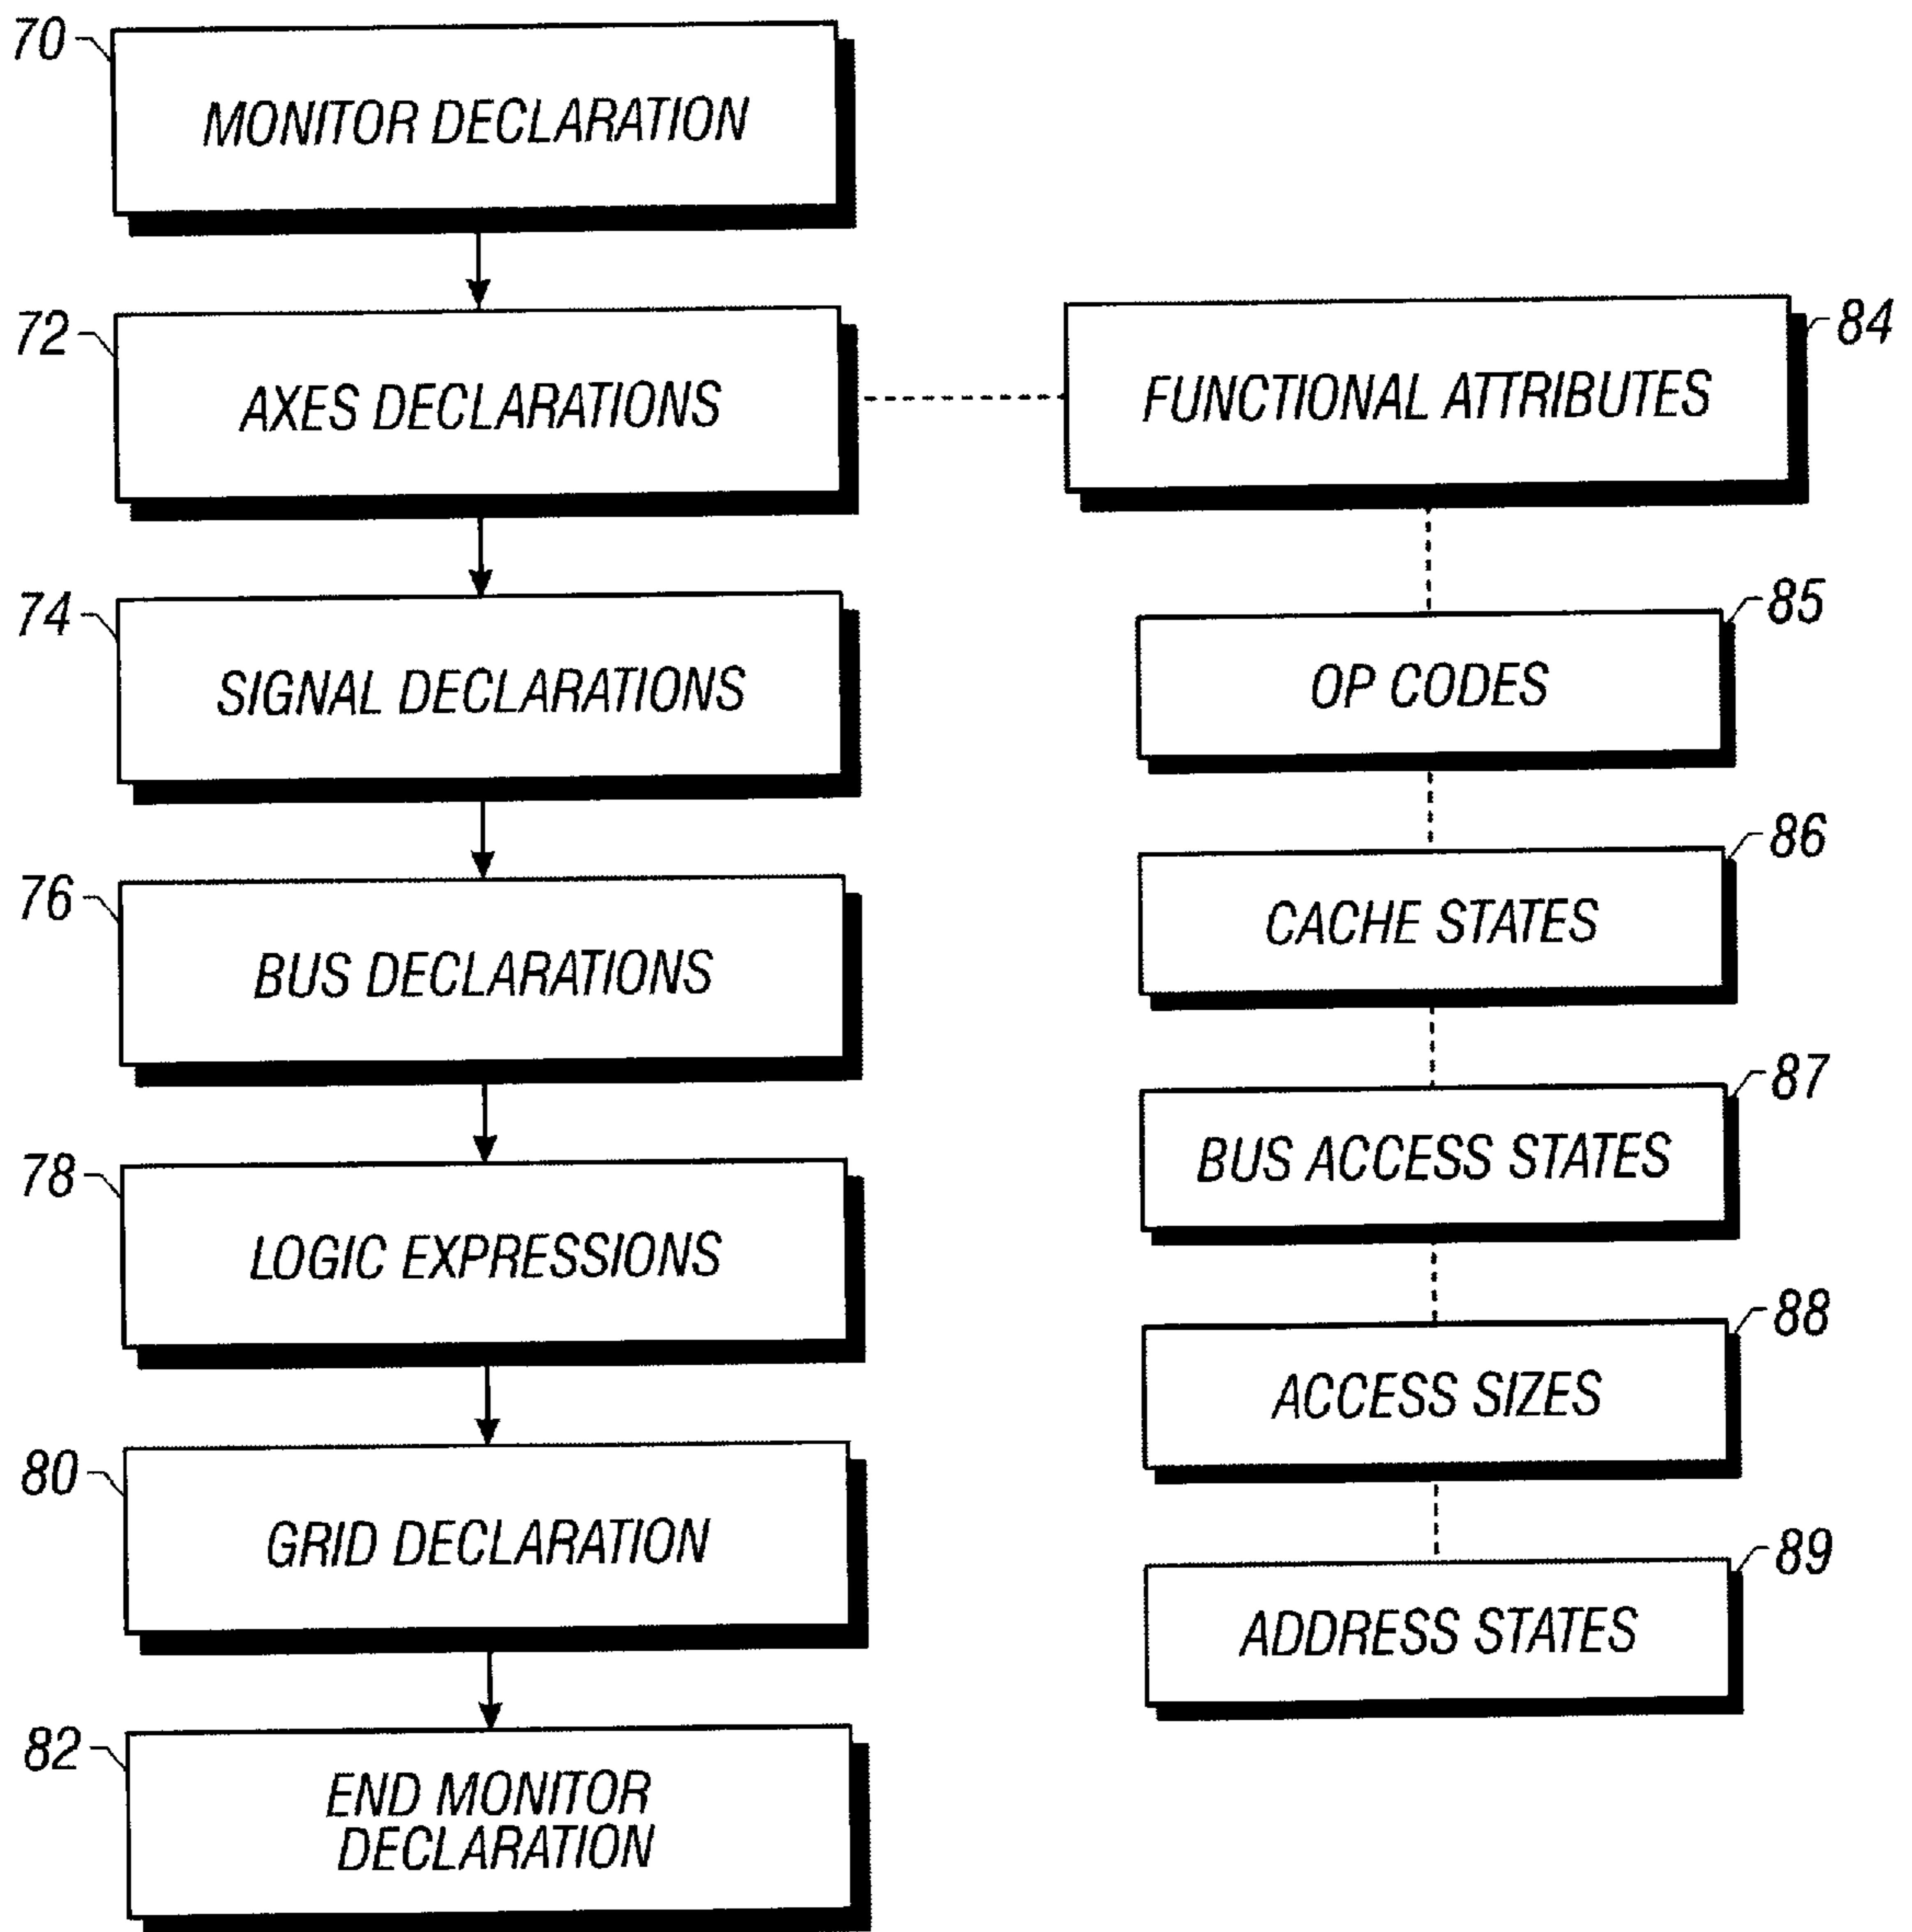 70
MONITOR DECLARATION
72
AXES DECLARATIONS
84
FUNCTIONAL ATTRIBUTES
74
SIGNAL DECLARATIONS
85
OP CODES
76
BUS DECLARATIONS
86
CACHE STATES
78
LOGIC EXPRESSIONS
87
BUS ACCESS STATES
80
GRID DECLARATION
88
ACCESS SIZES
82
END MONITOR
DECLARATION
89
ADDRESS STATES